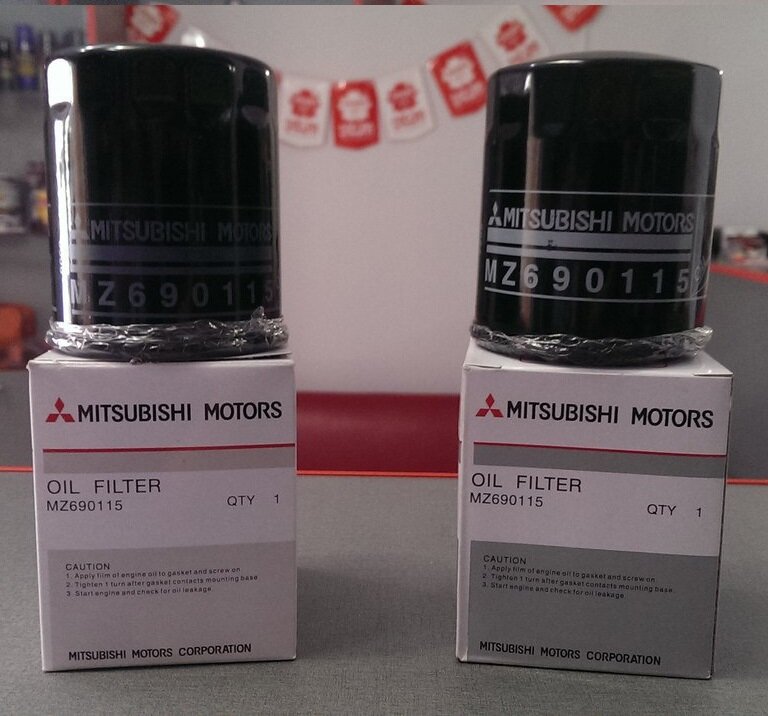 MITSUBISHI MOTORS
MZ690115
MITSUBISHI MOTORS
OIL FILTER
MZ690115
QTY 1
CAUTION
1. Apply film of engine oil to gasket and screw on
2. Tighten 1 turn after gasket contacts mounting base
3. Start engine and check for oil leakage.
MITSUBISHI MOTORS CORPORATION
MITSUBISHI MOTORS
MZ690115
MITSUBISHI MOTORS
OIL FILTER
MZ690115
QTY 1
CAUTION
1. Apply film of engine oil to gasket and screw on
2. Tighten 1 turn after gasket contacts mounting base
3. Start engine and check for oil leakage.
MITSUBISHI MOTORS CORPORATION